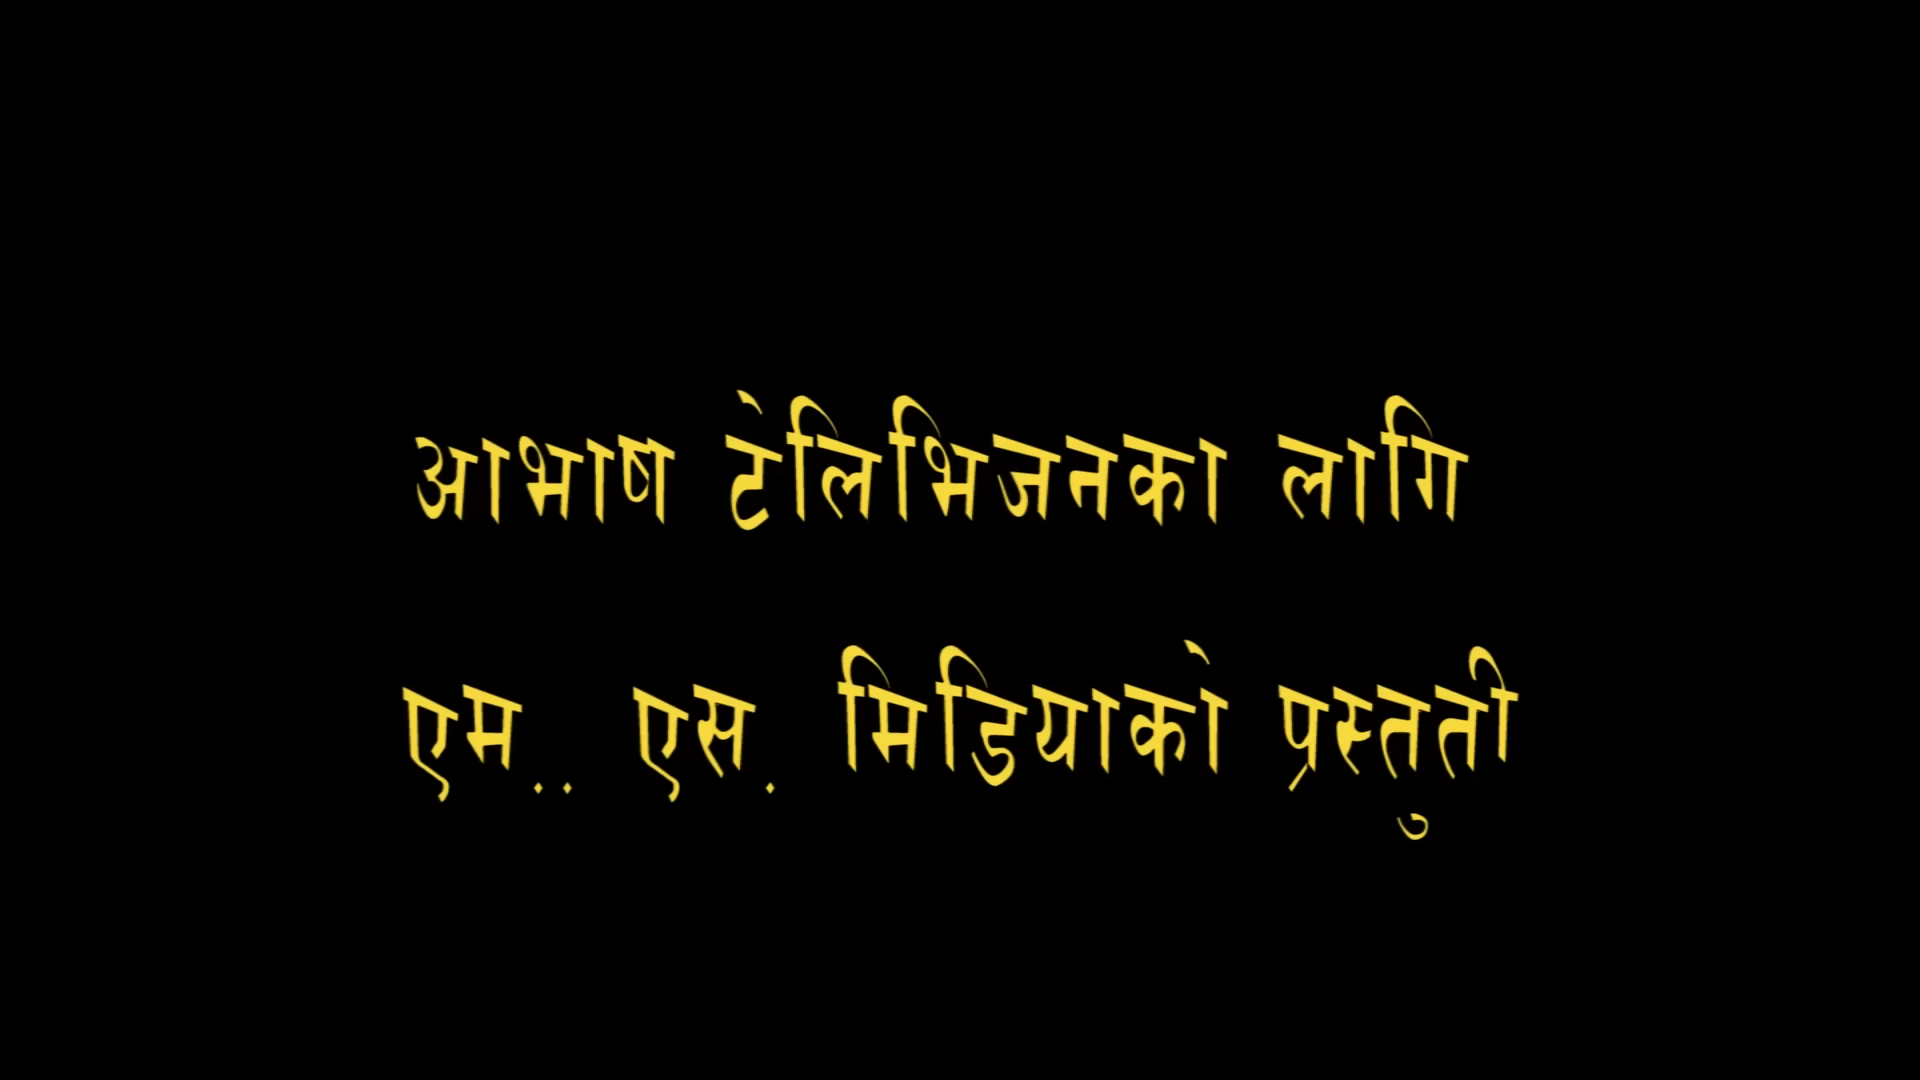 आभाष टेलिभिजनका लागि
एम.. एस. मिडियाको प्रस्तुती